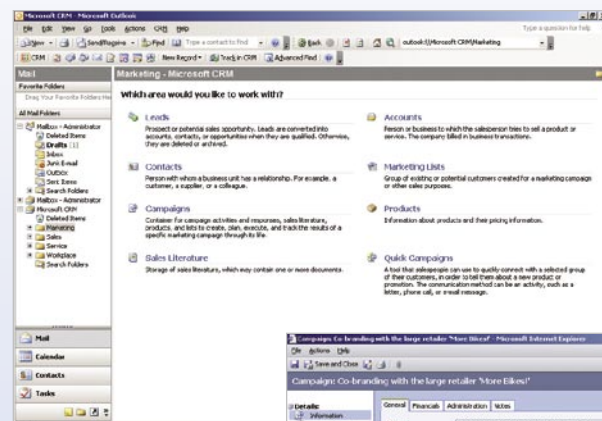 Microsoft CRM - Microsoft Outlook
File Edit View Go Tools Actions CRM Help
Type a question for help
New Send/Receive Find Type a contact to find Back outlook:\\Microsoft CRM\Marketing
CRM New Record Track in CRM Advanced Find
Mail
Marketing - Microsoft CRM
Favorite Folders
Drag Your Favorite Folders He
All Mail Folders
Mailbox - Administrator
Deleted Items
Drafts [1]
Inbox
Junk E-mail
Outbox
Sent Items
Search Folders
Mailbox - Administrator
Microsoft CRM
Deleted Items
Marketing
Sales
Service
Workplace
Search Folders
Mail
Calendar
Contacts
Tasks
Which area would you like to work with?
Leads
Prospect or potential sales opportunity. Leads are converted into
accounts, contacts, or opportunities when they are qualified. Otherwise,
they are deleted or archived.
Accounts
Person or business to which the salesperson tries to sell a product or
service. The company billed in business transactions.
Contacts
Person with whom a business unit has a relationship. For example, a
customer, a supplier, or a colleague.
Marketing Lists
Group of existing or potential customers created for a marketing campaign
or other sales purposes.
Campaigns
Container for campaign activities and responses, sales literature,
products, and lists to create, plan, execute, and track the results of a
specific marketing campaign through its life.
Products
Information about products and their pricing information.
Sales Literature
Storage of sales literature, which may contain one or more documents.
Quick Campaigns
A tool that salespeople can use to quickly connect with a selected group
of their customers, in order to tell them about a new product or
promotion. The communication method can be an activity, such as a
letter, phone call, or e-mail message.
Campaign: Co-branding with the large retailer 'More Bikes!' - Microsoft Internet Explorer
File Actions Help
Save and Close
Campaign: Co-branding with the large retailer 'More Bikes!'
Details:
Information
General Financials Administration Notes